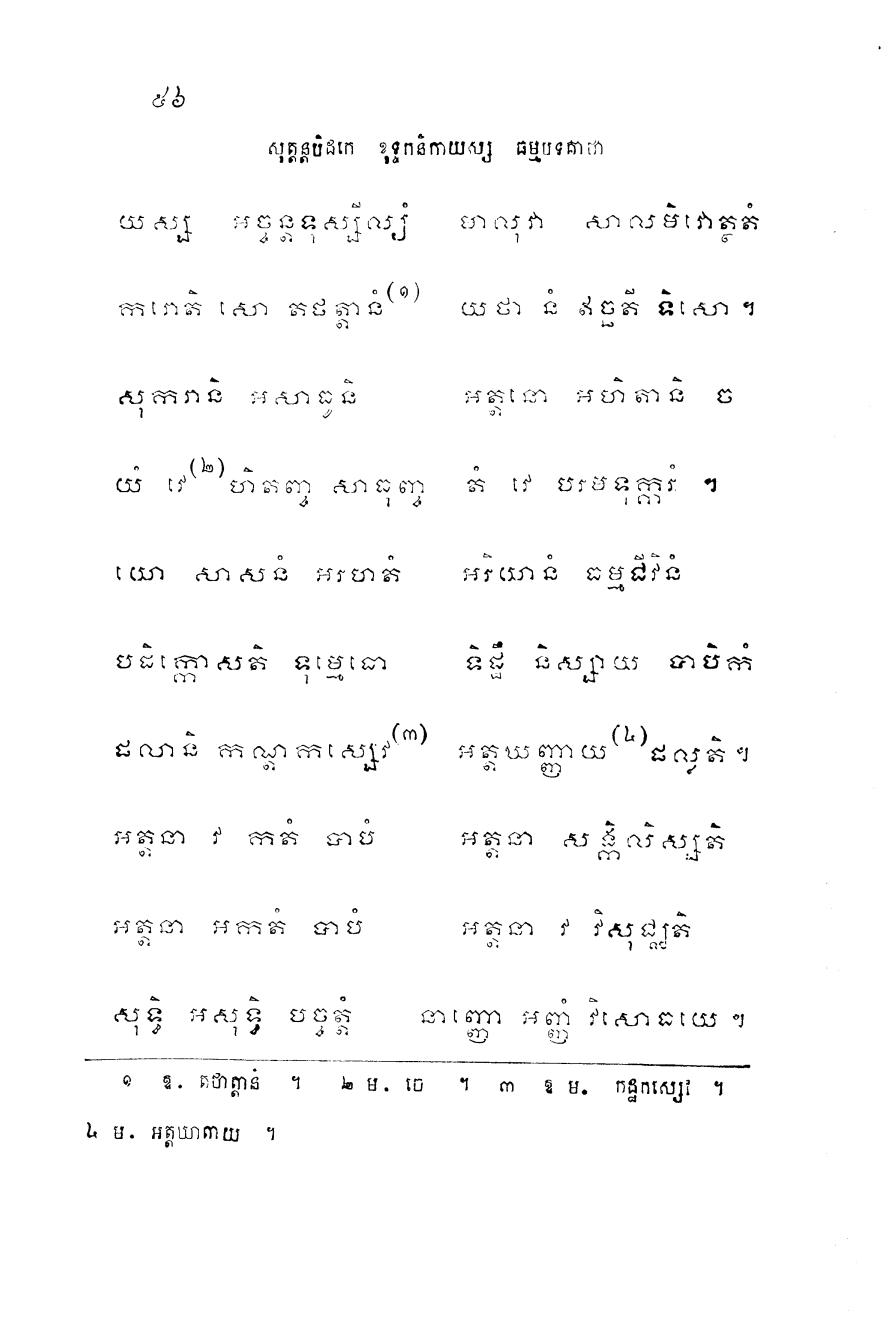 ៥៦
សុត្តន្តបិដកេ ខុទ្ទកនិកាយស្ស ធម្មបទគាថា
យស្ស អច្ចន្តទុស្សីល្យំ មាលុវា សាលមិវោត្ថតំ
ករោតិ សោ តថត្តានំ(១) យថា នំ ឥច្ឆតី ទិសោ ។
សុករានិ អសាធូនិ អត្តនោ អហិតានិ ច
យំ វេ(២)ហិតញ្ច សាធុញ្ច តំ វេ បរមទុក្ករំ ។
យោ សាសនំ អរហតំ អរិយានំ ធម្មជីវិនំ
បដិក្កោសតិ ទុម្មេធោ ទិដ្ឋឹ និស្សាយ បាបិកំ
ផលានិ កណ្តកស្សេវ(៣) អត្តឃញ្ញាយ(៤)ផល្លតិ ។
អត្តនា វ កតំ បាបំ អត្តនា សង្កិលិស្សតិ
អត្តនា អកតំ បាបំ អត្តនា វ វិសុជ្ឈតិ
សុទ្ធិ អសុទ្ធិ បច្ចត្តំ នាញ្ញោ អញ្ញំ វិសោធយេ ។
១ ឱ. តថាត្តានំ ។ ២ ម. ចេ ។ ៣ ឱ ម. កដ្ឋកស្សេវ ។
៤ ម. អត្តឃាតាយ ។